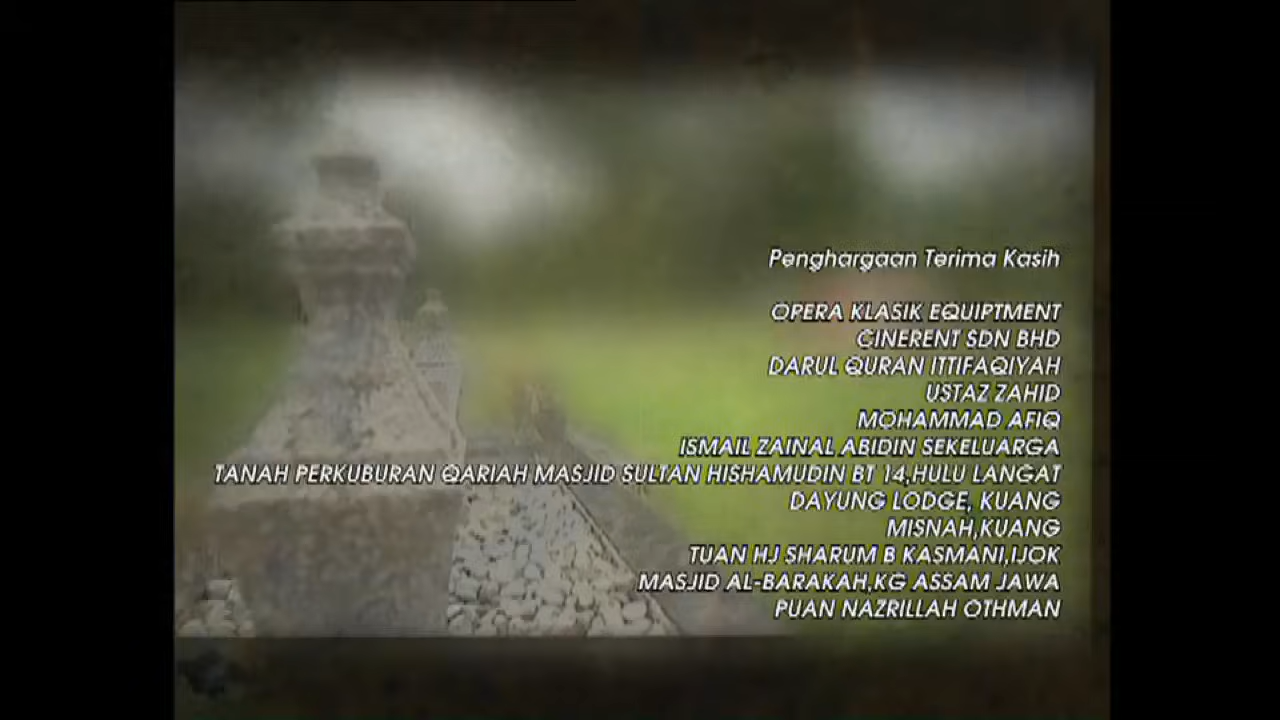 Penghargaan Terima Kasih
OPERA KLASIK EQUIPTMENT
CINERENT SDN BHD
DARUL QURAN ITTIFAQIYAH
USTAZ ZAHID
MOHAMMAD AFIQ
ISMAIL ZAINAL ABIDIN SEKELUARGA
TANAH PERKUBURAN QARIAH MASJID SULTAN HISHAMUDIN BT 14,HULU LANGAT
DAYUNG LODGE, KUANG
MISNAH,KUANG
TUAN HJ SHARUM B KASMANI,IJOK
MASJID AL-BARAKAH,KG ASSAM JAWA
PUAN NAZRILLAH OTHMAN